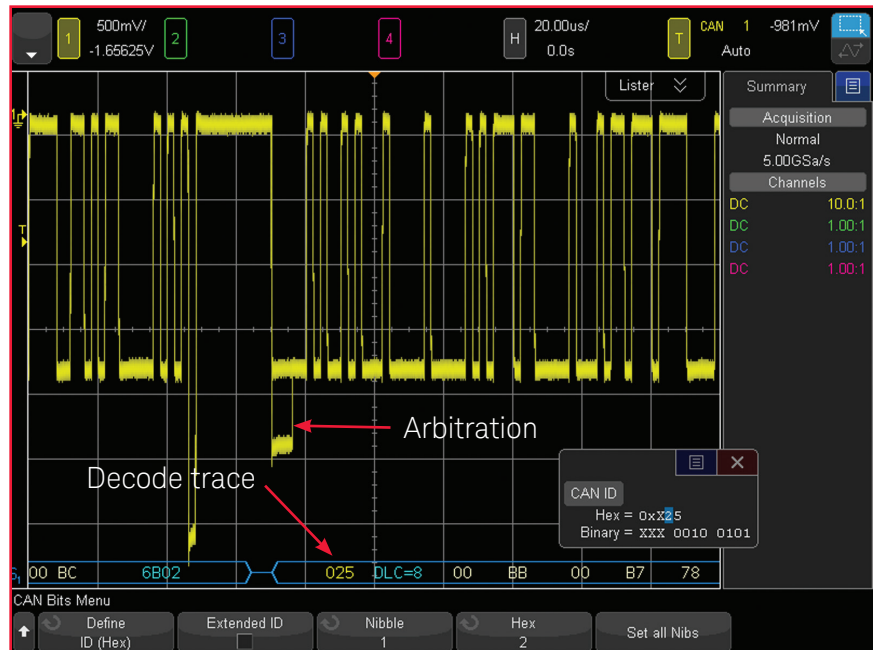 1 500mV/ -1.65625V 2 3 4 H 20.00us/ 0.0s T CAN 1 -981mV Auto
Lister
Summary
Acquisition
Normal
5.00GSa/s
Channels
DC 10.0:1
DC 1.00:1
DC 1.00:1
DC 1.00:1
T
Arbitration
Decode trace
CAN ID
Hex = 0xX25
Binary = XXX 0010 0101
S1 00 BC 6B02 025 DLC=8 00 BB 00 B7 78
CAN Bits Menu
Define
ID (Hex)
Extended ID
Nibble
1
Hex
2
Set all Nibs